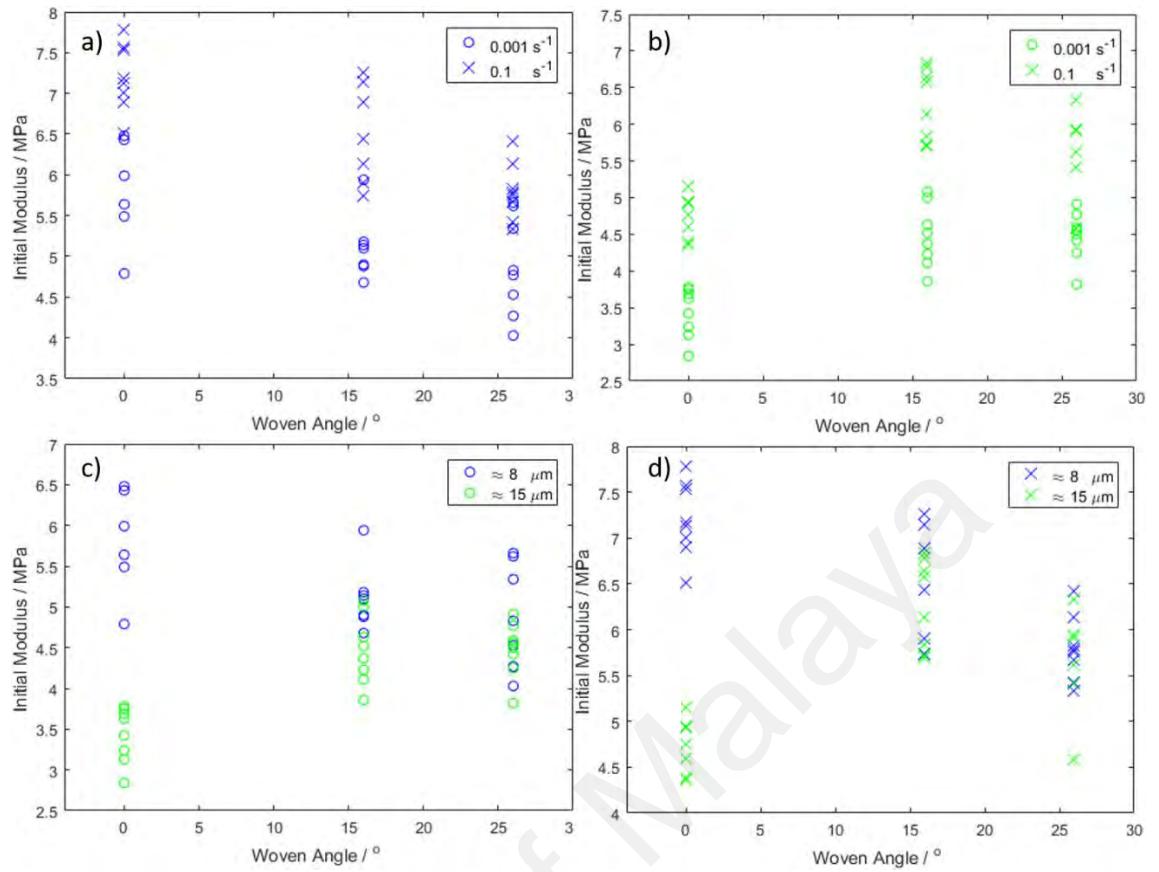 a)
0.001 s-1
0.1 s-1
8
7.5
7
6.5
6
5.5
5
4.5
4
3.5
Initial Modulus / MPa
0 5 10 15 20 25 3
Woven Angle / o
b)
0.001 s-1
0.1 s-1
7.5
7
6.5
6
5.5
5
4.5
4
3.5
3
2.5
Initial Modulus / MPa
0 5 10 15 20 25 30
Woven Angle / o
c)
≈ 8 μm
≈ 15 μm
7
6.5
6
5.5
5
4.5
4
3.5
3
2.5
Initial Modulus / MPa
0 5 10 15 20 25 3
Woven Angle / o
d)
≈ 8 μm
≈ 15 μm
8
7.5
7
6.5
6
5.5
5
4.5
4
Initial Modulus / MPa
0 5 10 15 20 25 30
Woven Angle / o
of Malaya